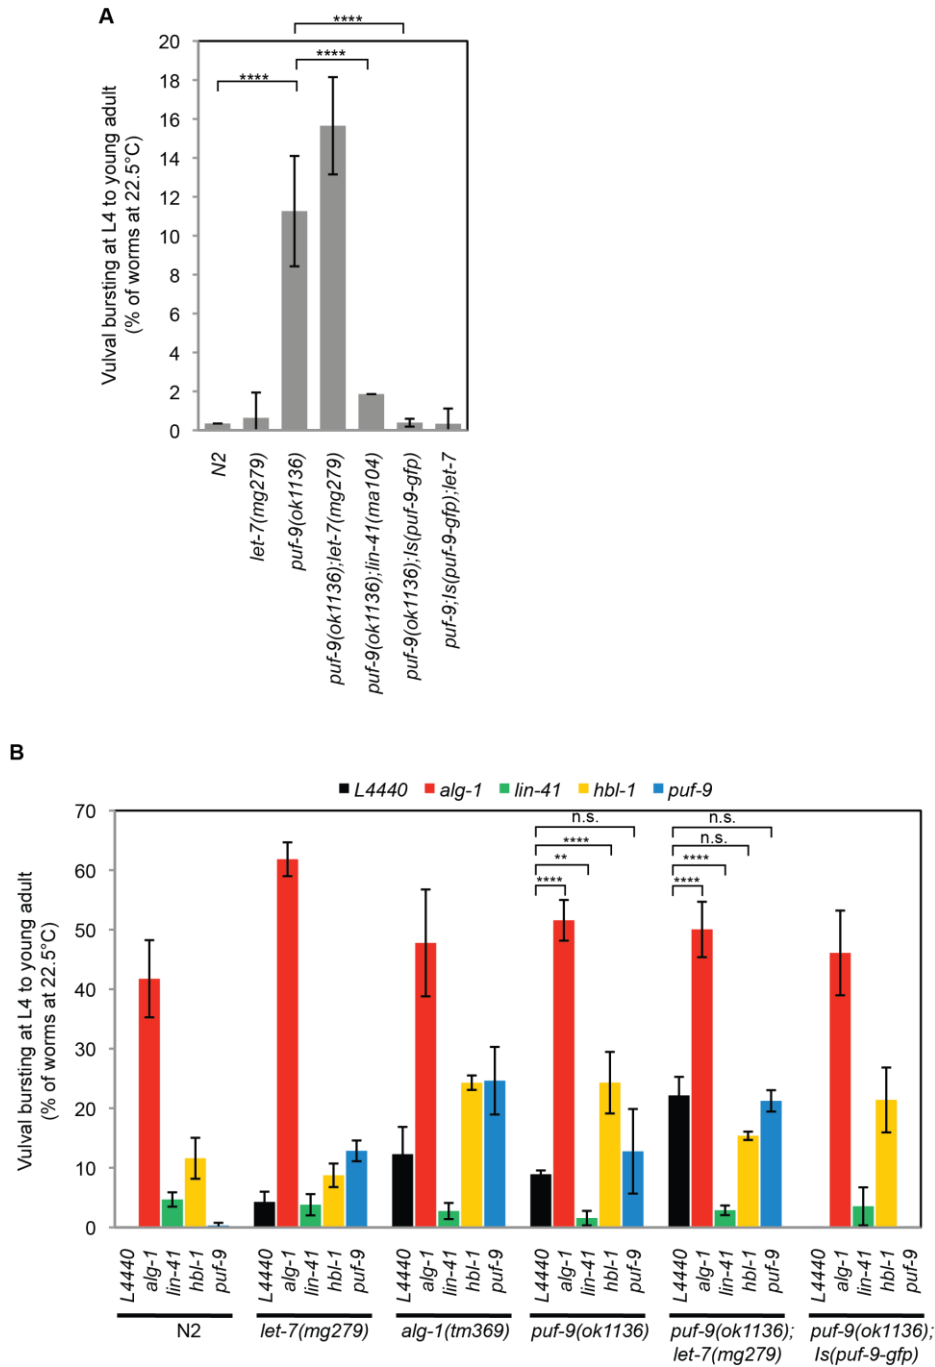 A
****
****
****
20
18
16
14
12
10
8
6
4
2
0
Vulval bursting at L4 to young adult
(% of worms at 22.5°C)
N2
let-7(mg279)
puf-9(ok1136)
puf-9(ok1136);let-7(mg279)
puf-9(ok1136);lin-41(ma104)
puf-9(ok1136);Is(puf-9-gfp)
puf-9;Is(puf-9-gfp);let-7
B
L4440 alg-1 lin-41 hbl-1 puf-9
70
60
50
40
30
20
10
0
Vulval bursting at L4 to young adult
(% of worms at 22.5°C)
n.s.
****
**
****
n.s.
n.s.
****
****
L4440 alg-1 lin-41 hbl-1 puf-9
L4440 alg-1 lin-41 hbl-1 puf-9
L4440 alg-1 lin-41 hbl-1 puf-9
L4440 alg-1 lin-41 hbl-1 puf-9
L4440 alg-1 lin-41 hbl-1 puf-9
L4440 alg-1 lin-41 hbl-1 puf-9
N2
let-7(mg279)
alg-1(tm369)
puf-9(ok1136)
puf-9(ok1136);
let-7(mg279)
puf-9(ok1136);
Is(puf-9-gfp)